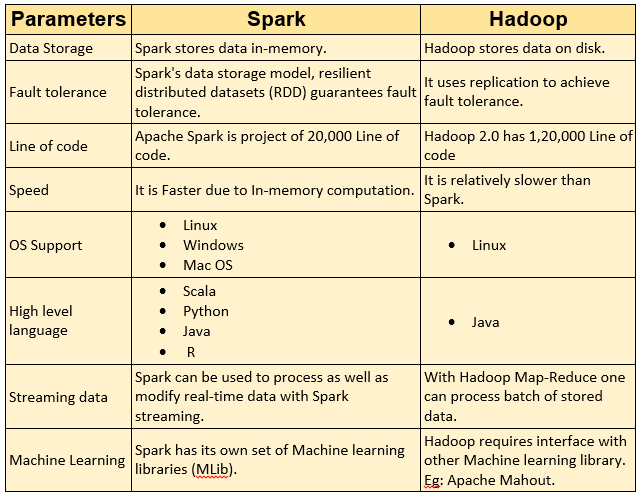 Parameters Spark Hadoop
Data Storage Spark stores data in-memory. Hadoop stores data on disk.
Fault tolerance
Spark's data storage model, resilient
distributed datasets (RDD) guarantees fault
tolerance.
It uses replication to achieve
fault tolerance.
Line of code
Apache Spark is project of 20,000 Line of
code.
Hadoop 2.0 has 1,20,000 Line of
code
Speed
It is Faster due to In-memory computation.
It is relatively slower than
Spark.
OS Support
• Linux
• Windows
• Mac OS
• Linux
High level
language
• Scala
• Python
• Java
• R
• Java
Streaming data
Spark can be used to process as well as
modify real-time data with Spark
streaming.
With Hadoop Map-Reduce one
can process batch of stored
data.
Machine Learning
Spark has its own set of Machine learning
libraries (MLib).
Hadoop requires interface with
other Machine learning library.
Eg: Apache Mahout.